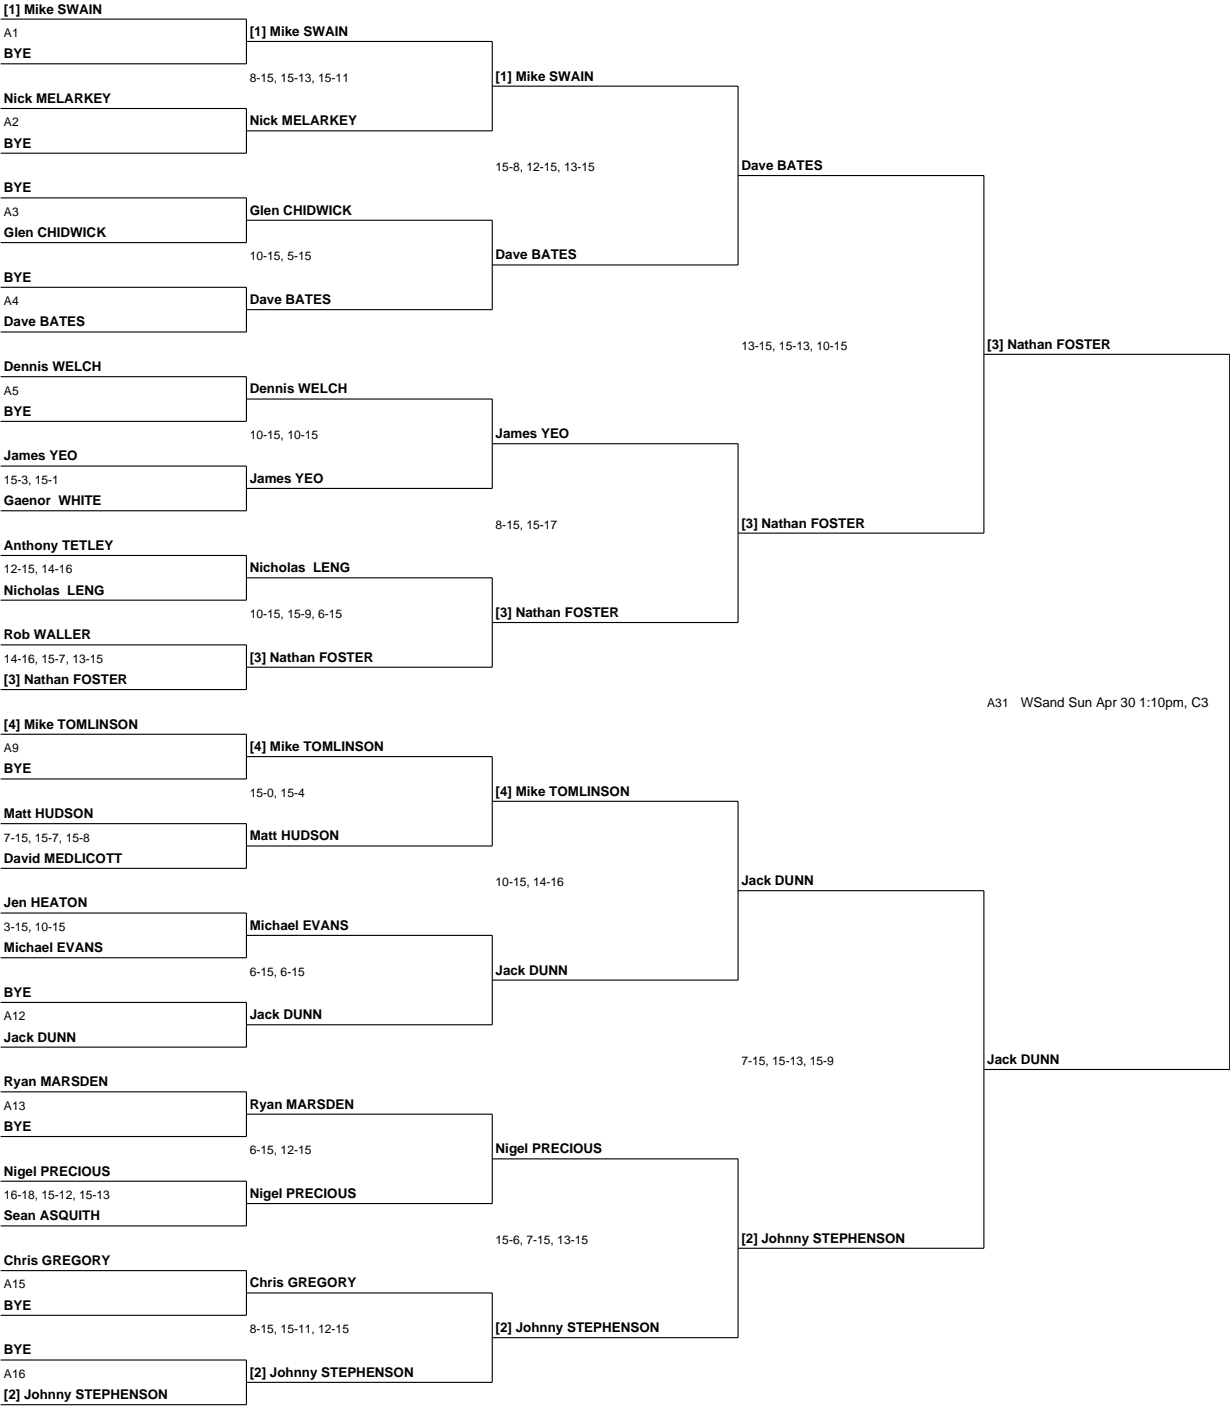 [1] Mike SWAIN
A1
[1] Mike SWAIN
BYE
8-15, 15-13, 15-11
[1] Mike SWAIN
Nick MELARKEY
A2
Nick MELARKEY
BYE
15-8, 12-15, 13-15
Dave BATES
BYE
A3
Glen CHIDWICK
Glen CHIDWICK
10-15, 5-15
Dave BATES
BYE
A4
Dave BATES
Dave BATES
13-15, 15-13, 10-15
[3] Nathan FOSTER
Dennis WELCH
A5
Dennis WELCH
BYE
10-15, 10-15
James YEO
James YEO
15-3, 15-1
James YEO
Gaenor  WHITE
8-15, 15-17
[3] Nathan FOSTER
Anthony TETLEY
12-15, 14-16
Nicholas  LENG
Nicholas  LENG
10-15, 15-9, 6-15
[3] Nathan FOSTER
Rob WALLER
14-16, 15-7, 13-15
[3] Nathan FOSTER
[3] Nathan FOSTER
A31 WSand Sun Apr 30 1:10pm, C3
[4] Mike TOMLINSON
A9
[4] Mike TOMLINSON
BYE
15-0, 15-4
[4] Mike TOMLINSON
Matt HUDSON
7-15, 15-7, 15-8
Matt HUDSON
David MEDLICOTT
10-15, 14-16
Jack DUNN
Jen HEATON
3-15, 10-15
Michael EVANS
Michael EVANS
6-15, 6-15
Jack DUNN
BYE
A12
Jack DUNN
Jack DUNN
7-15, 15-13, 15-9
Jack DUNN
Ryan MARSDEN
A13
Ryan MARSDEN
BYE
6-15, 12-15
Nigel PRECIOUS
Nigel PRECIOUS
16-18, 15-12, 15-13
Nigel PRECIOUS
Sean ASQUITH
15-6, 7-15, 13-15
[2] Johnny STEPHENSON
Chris GREGORY
A15
Chris GREGORY
BYE
8-15, 15-11, 12-15
[2] Johnny STEPHENSON
BYE
A16
[2] Johnny STEPHENSON
[2] Johnny STEPHENSON